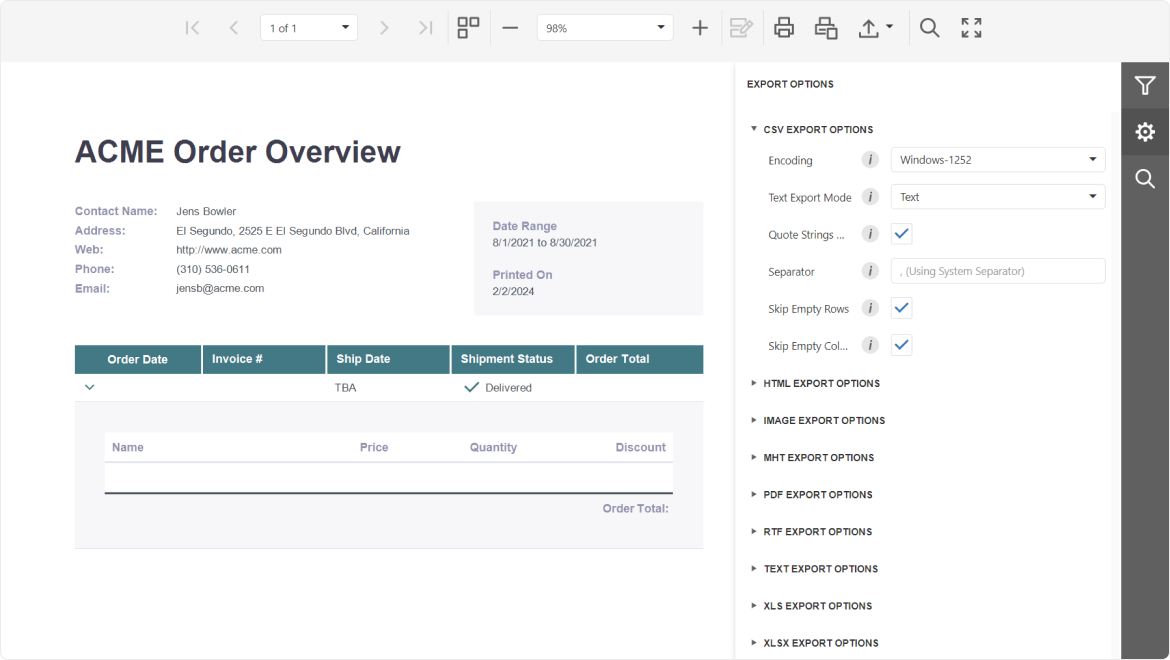 1 of 1
98%
EXPORT OPTIONS
CSV EXPORT OPTIONS
Encoding i Windows-1252
Text Export Mode i Text
Quote Strings ... i
Separator i , (Using System Separator)
Skip Empty Rows i
Skip Empty Col... i
HTML EXPORT OPTIONS
IMAGE EXPORT OPTIONS
MHT EXPORT OPTIONS
PDF EXPORT OPTIONS
RTF EXPORT OPTIONS
TEXT EXPORT OPTIONS
XLS EXPORT OPTIONS
XLSX EXPORT OPTIONS
ACME Order Overview
Contact Name: Jens Bowler
Address: El Segundo, 2525 E El Segundo Blvd, California
Web: http://www.acme.com
Phone: (310) 536-0611
Email: jensb@acme.com
Date Range
8/1/2021 to 8/30/2021
Printed On
2/2/2024
Order Date Invoice # Ship Date Shipment Status Order Total
TBA Delivered
Name Price Quantity Discount
Order Total: